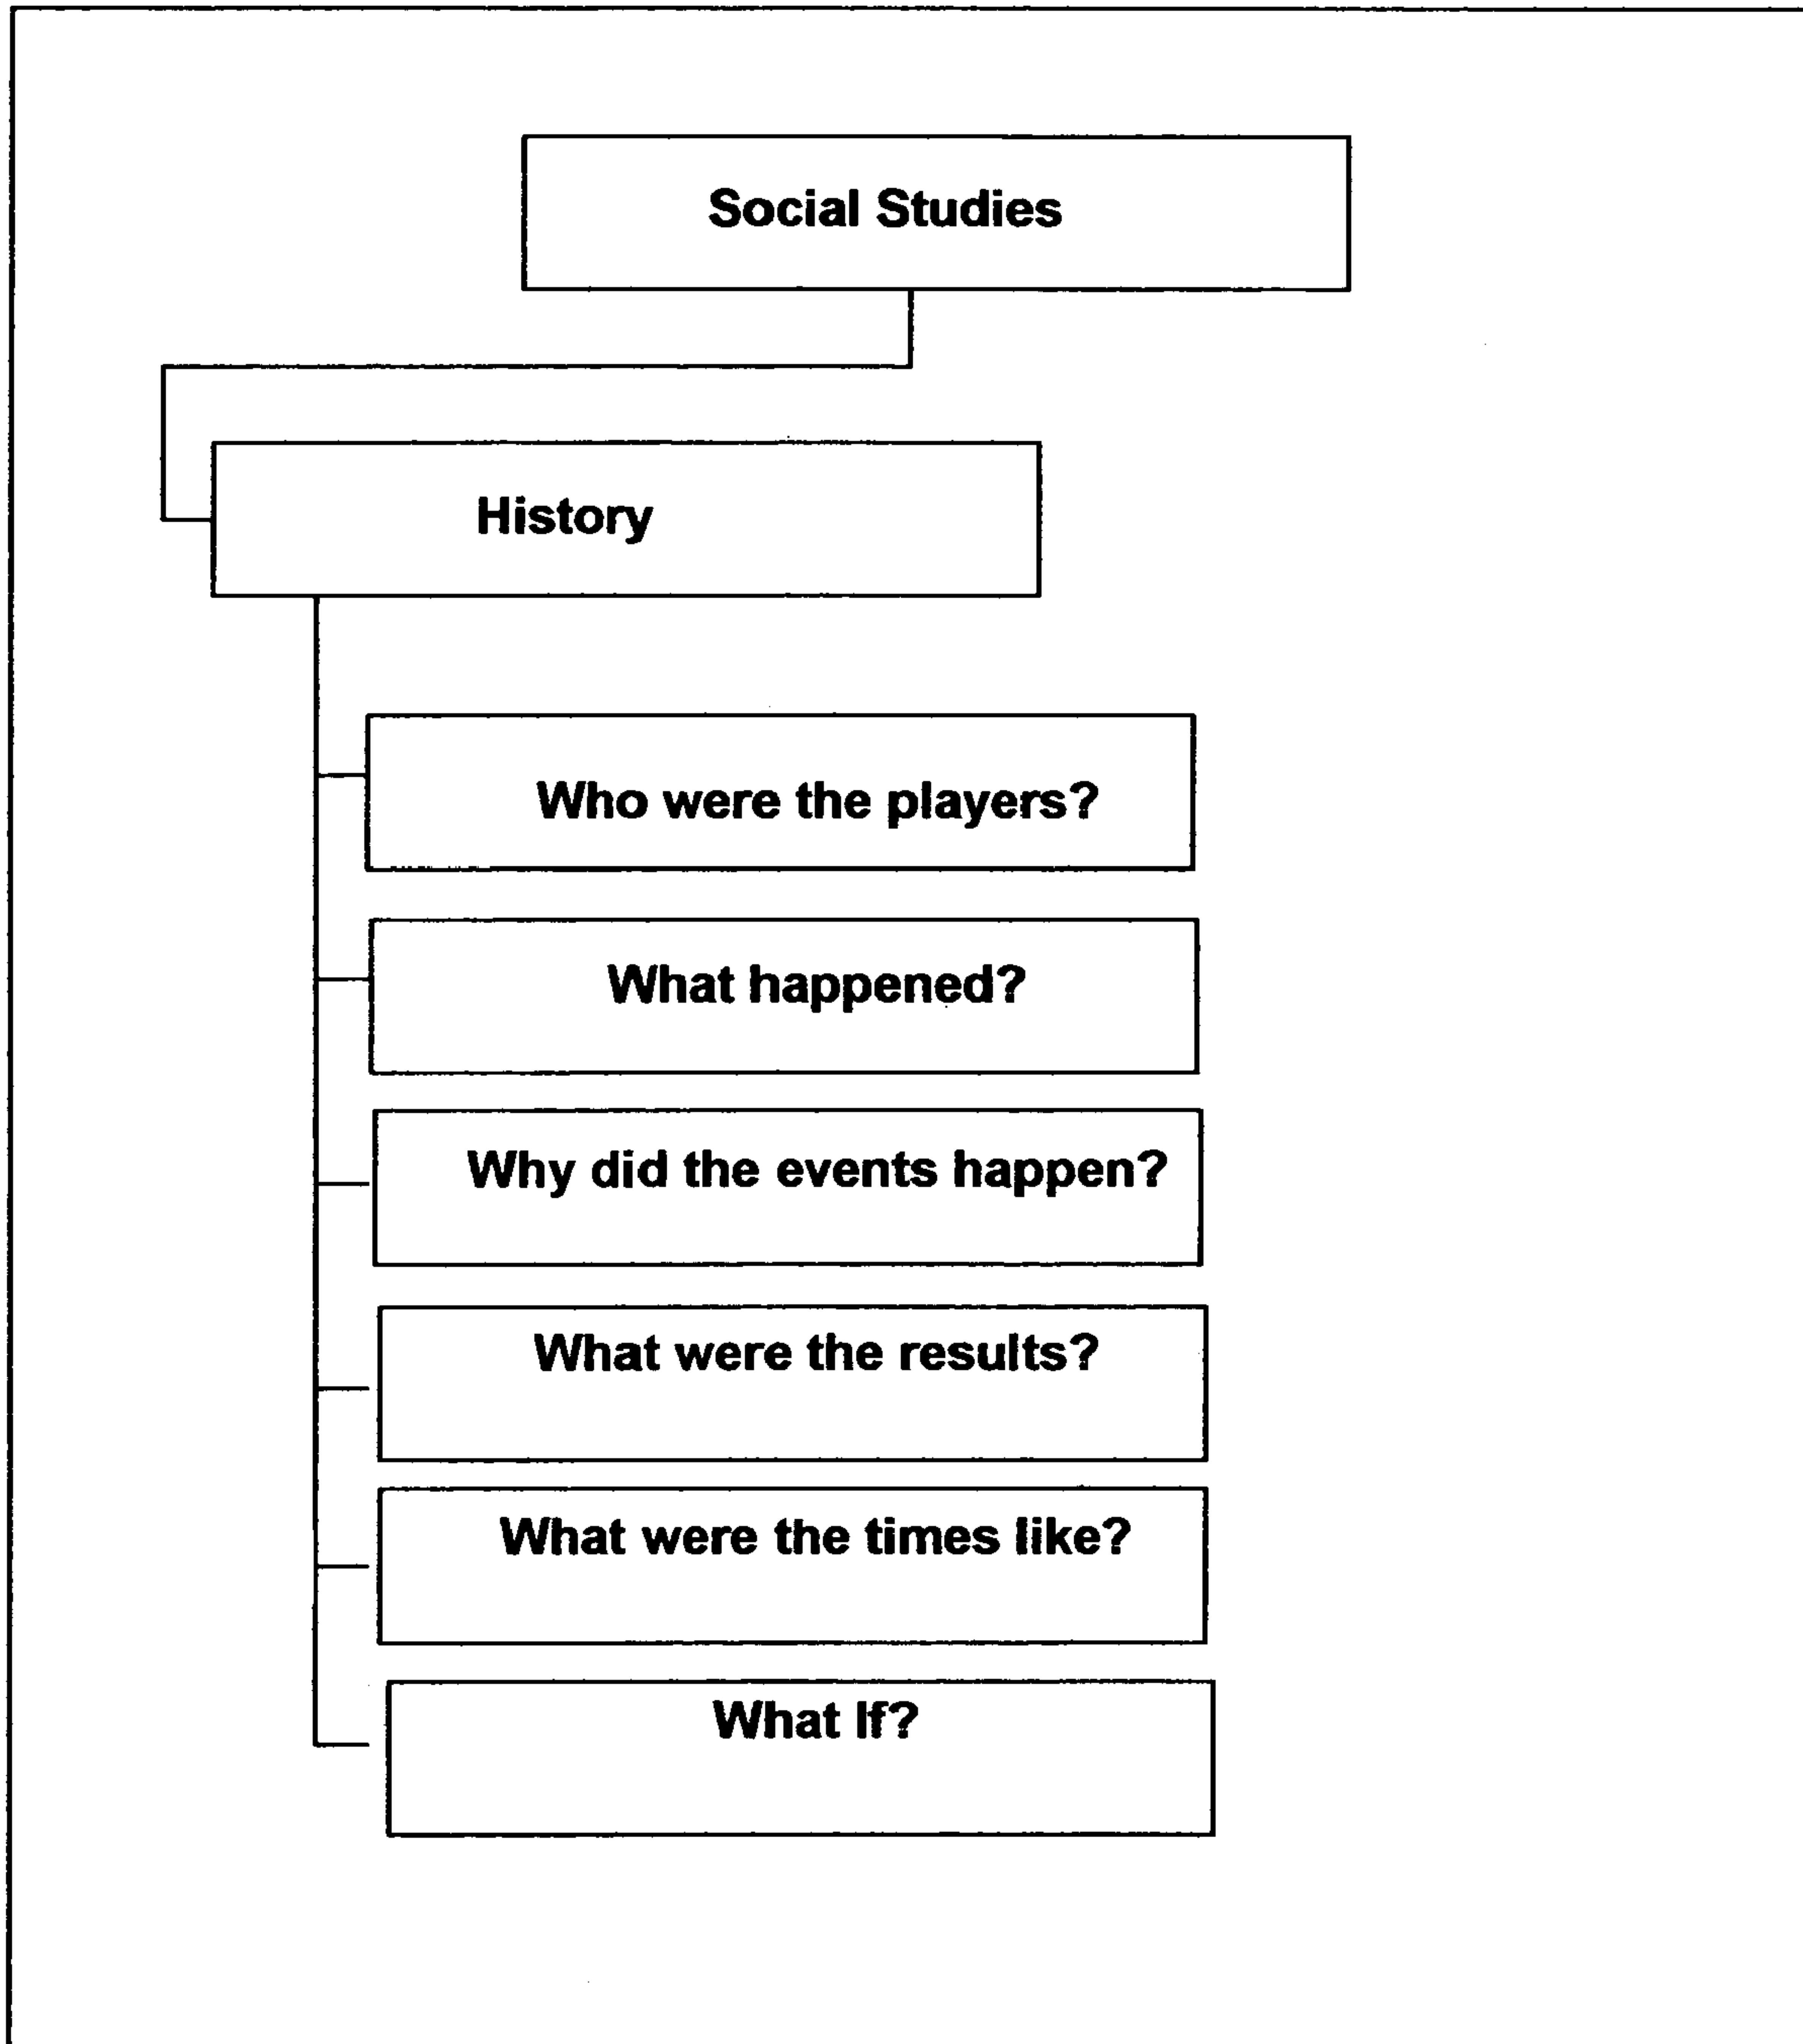 Social Studies
History
Who were the players?
What happened?
Why did the events happen?
What were the results?
What were the times like?
What If?